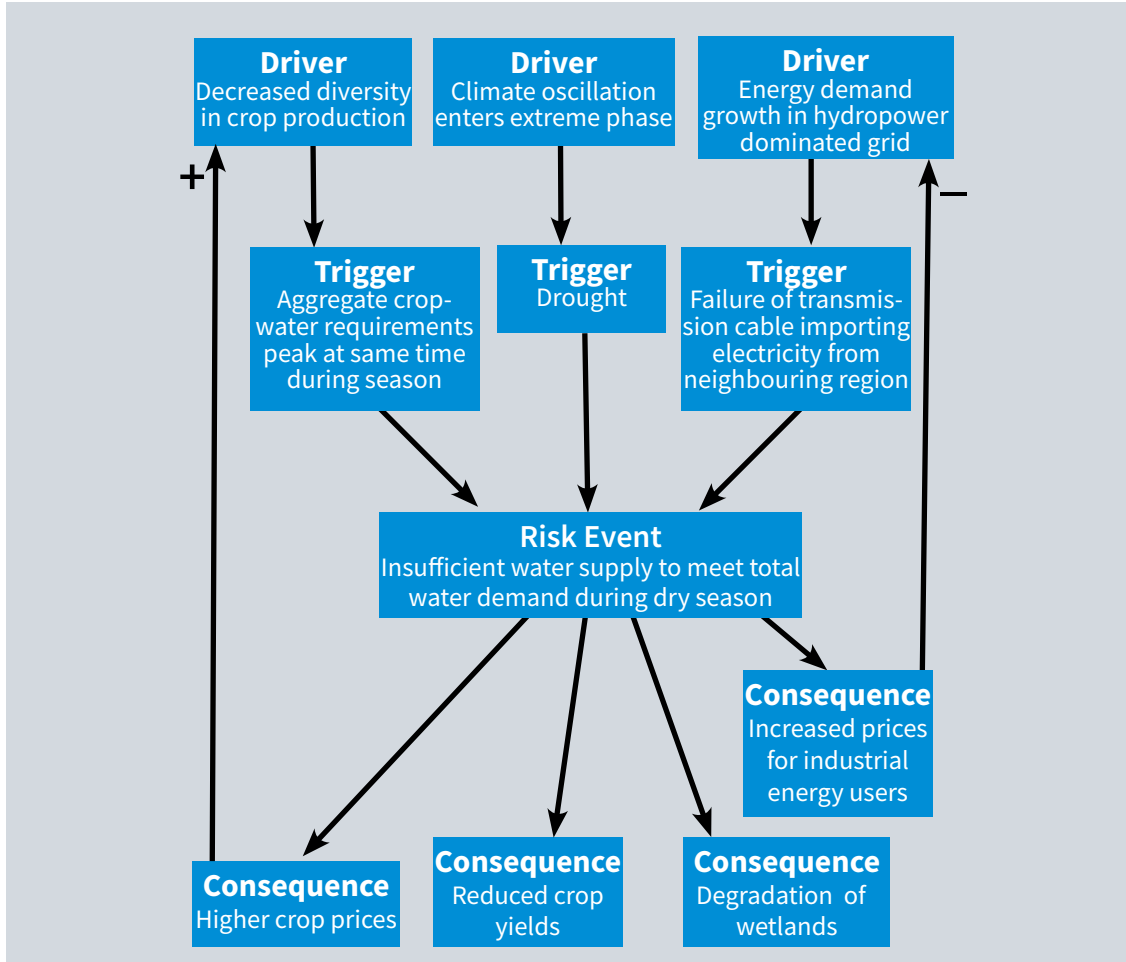 Driver
Decreased diversity
in crop production
Driver
Climate oscillation
enters extreme phase
Driver
Energy demand
growth in hydropower
dominated grid
+
–
Trigger
Aggregate crop-
water requirements
peak at same time
during season
Trigger
Drought
Trigger
Failure of transmis-
sion cable importing
electricity from
neighbouring region
Risk Event
Insufficient water supply to meet total
water demand during dry season
Consequence
Increased prices
for industrial
energy users
Consequence
Higher crop prices
Consequence
Reduced crop
yields
Consequence
Degradation of
wetlands